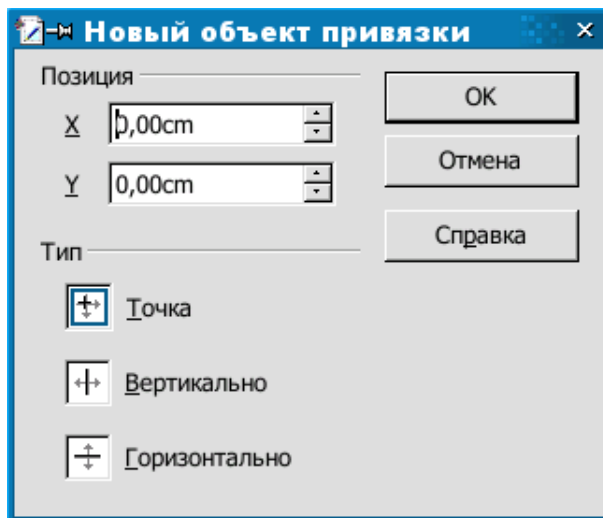 Новый объект привязки
Позиция
X 0,00cm
Y 0,00cm
Тип
Точка
Вертикально
Горизонтально
OK
Отмена
Справка